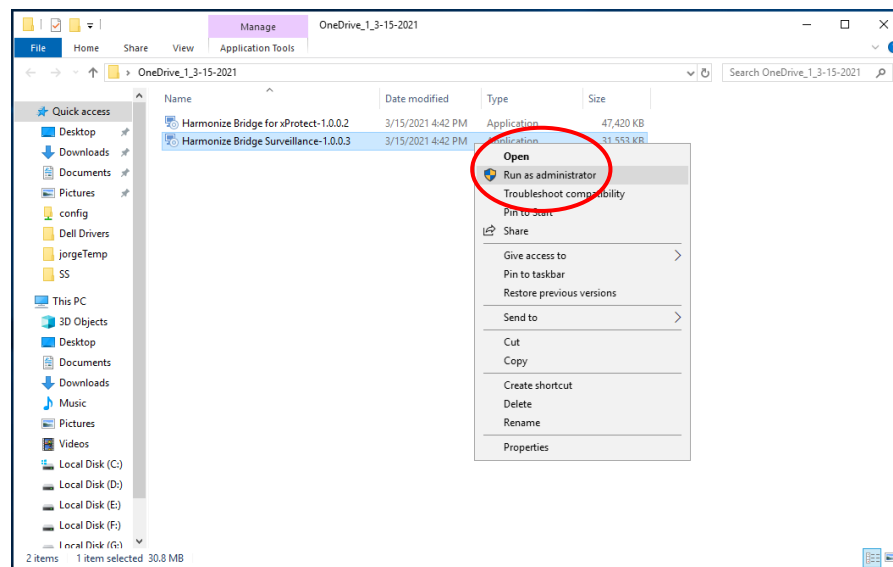 Manage
OneDrive_1_3-15-2021
File Home Share View Application Tools
OneDrive_1_3-15-2021
Search OneDrive_1_3-15-2021
Name Date modified Type Size
Quick access
Desktop
Downloads
Documents
Pictures
config
Dell Drivers
jorgeTemp
SS
This PC
3D Objects
Desktop
Documents
Downloads
Music
Pictures
Videos
Local Disk (C:)
Local Disk (D:)
Local Disk (E:)
Local Disk (F:)
Local Disk (G:)
Harmonize Bridge for xProtect-1.0.0.2 3/15/2021 4:42 PM Application 47,420 KB
Harmonize Bridge Surveillance-1.0.0.3 3/15/2021 4:42 PM Application 31,553 KB
Open
Run as administrator
Troubleshoot compatibility
Pin to Start
Share
Give access to
Pin to taskbar
Restore previous versions
Send to
Cut
Copy
Create shortcut
Delete
Rename
Properties
2 items 1 item selected 30.8 MB